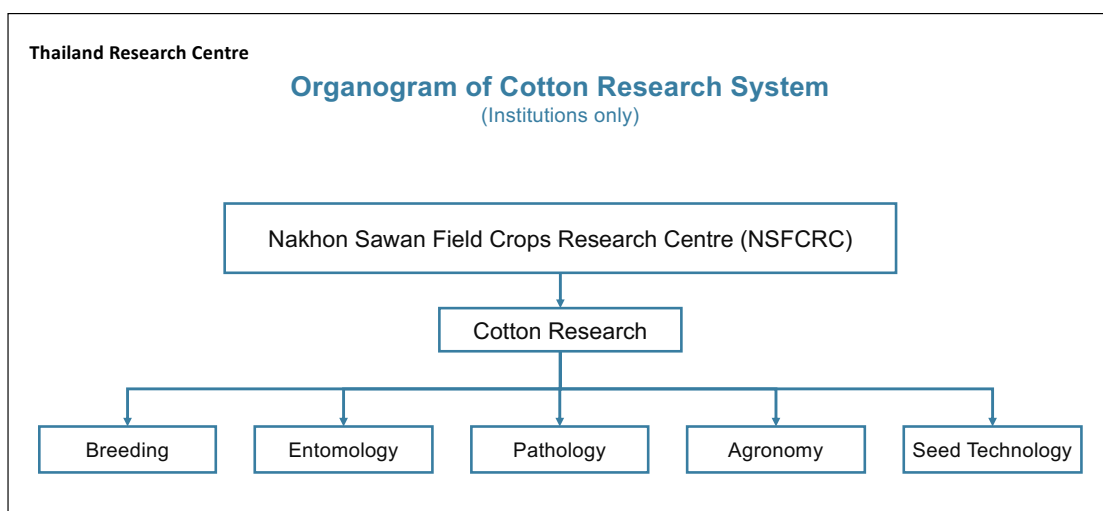 Thailand Research Centre
Organogram of Cotton Research System
(Institutions only)
Nakhon Sawan Field Crops Research Centre (NSFCRC)
Cotton Research
Breeding
Entomology
Pathology
Agronomy
Seed Technology